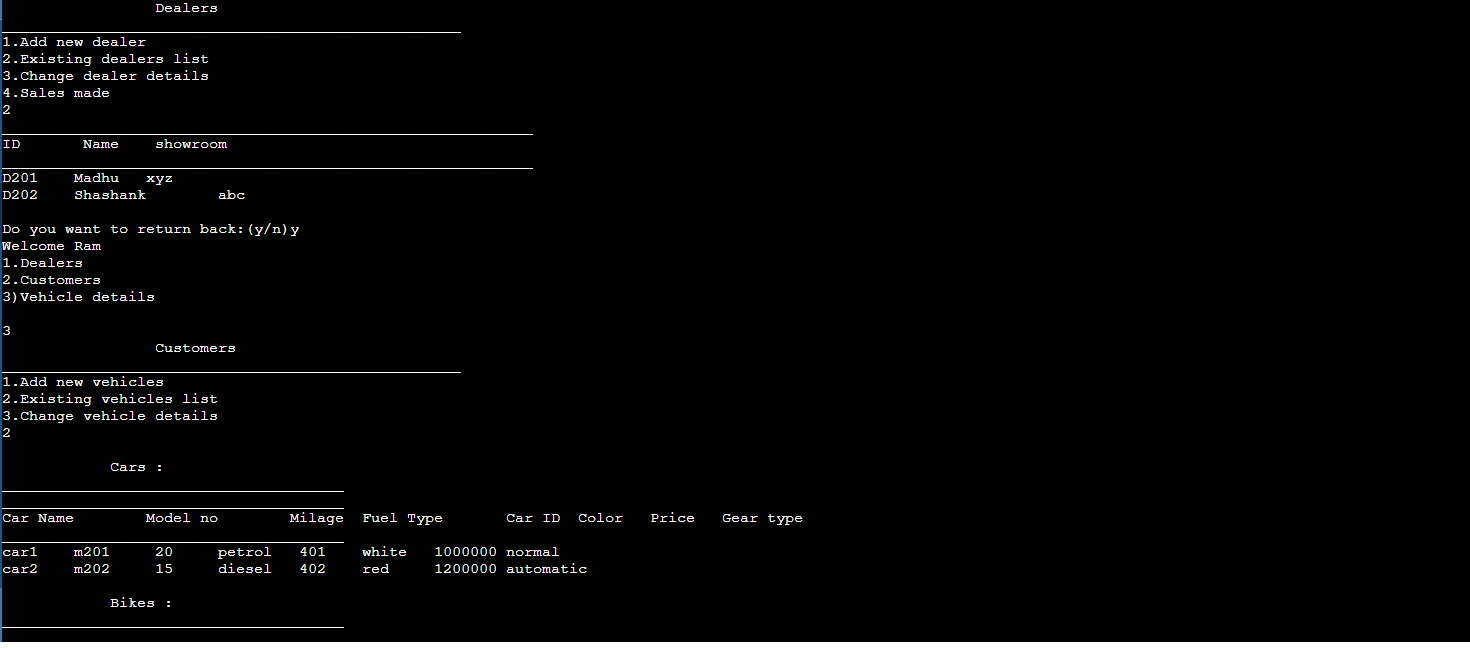 Dealers
1.Add new dealer
2.Existing dealers list
3.Change dealer details
4.Sales made
2
ID Name showroom
D201 Madhu xyz
D202 Shashank abc
Do you want to return back:(y/n)y
Welcome Ram
1.Dealers
2.Customers
3)Vehicle details
3
Customers
1.Add new vehicles
2.Existing vehicles list
3.Change vehicle details
2
Cars :
Car Name Model no Milage Fuel Type Car ID Color Price Gear type
car1 m201 20 petrol 401 white 1000000 normal
car2 m202 15 diesel 402 red 1200000 automatic
Bikes :